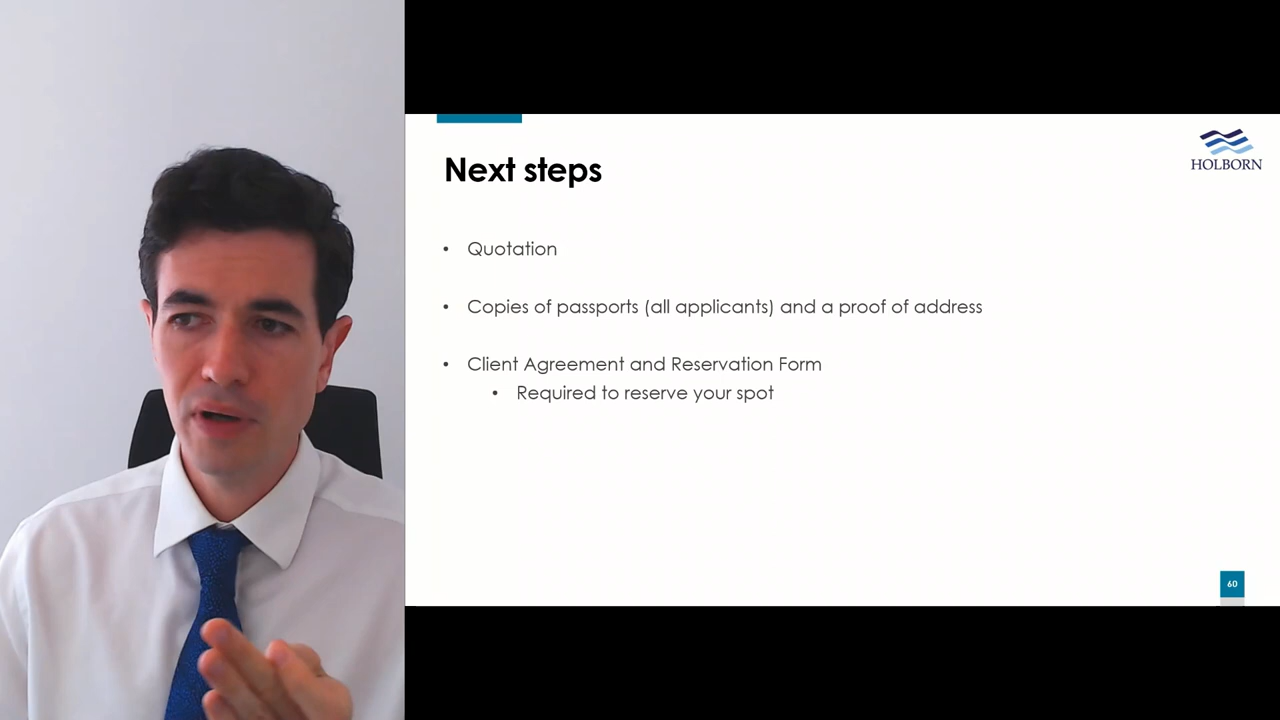 Next steps
HOLBORN
• Quotation
• Copies of passports (all applicants) and a proof of address
• Client Agreement and Reservation Form
• Required to reserve your spot
60